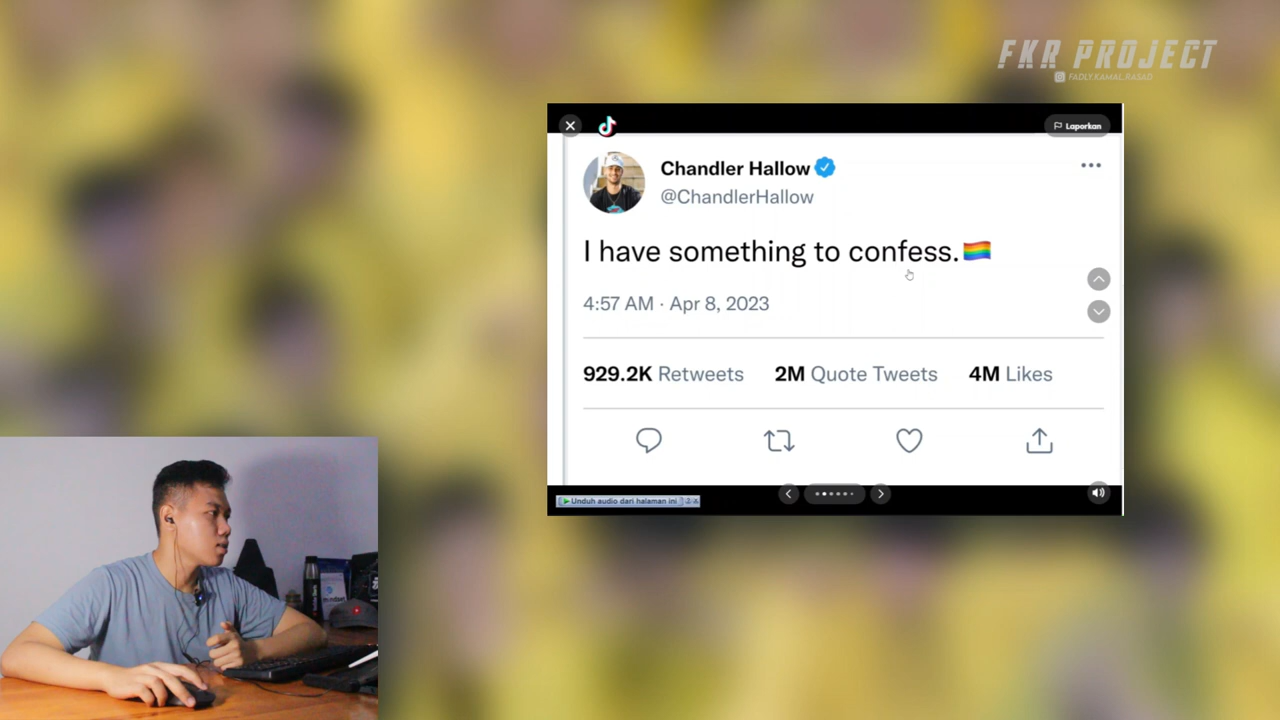 FKR PROJECT
FADLY.KAMAL.RASAD
Laporkan
Chandler Hallow
@ChandlerHallow
I have something to confess.🏳️‍🌈
4:57 AM · Apr 8, 2023
929.2K Retweets 2M Quote Tweets 4M Likes
Unduh audio dari halaman ini